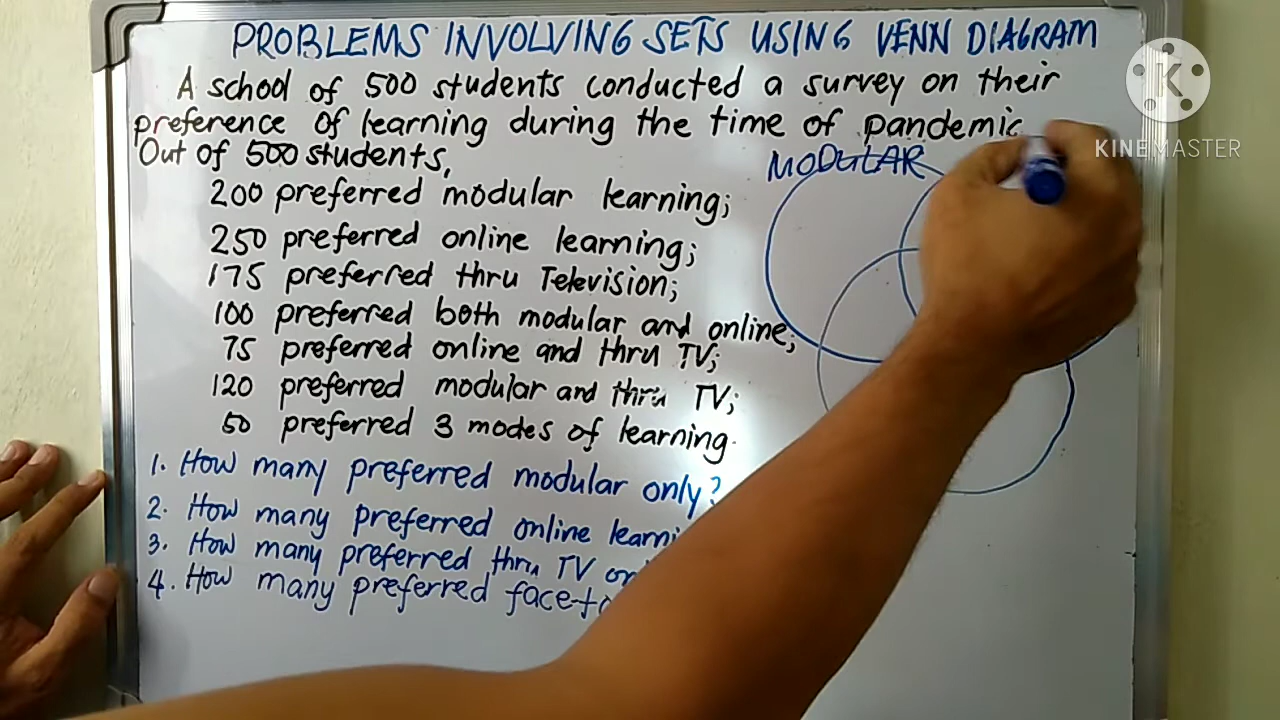 PROBLEMS INVOLVING SETS USING VENN DIAGRAM
A school of 500 students conducted a survey on their
preference of learning during the time of pandemic
Out of 500 students,
200 preferred modular learning;
250 preferred online learning;
175 preferred thru Television;
100 preferred both modular and online;
75 preferred online and thru TV;
120 preferred modular and thru TV;
50 preferred 3 modes of learning.
1. How many preferred modular only?
2. How many preferred online
3. How many preferred thru TV
4. How many preferred
MODULAR
K
KINEMASTER